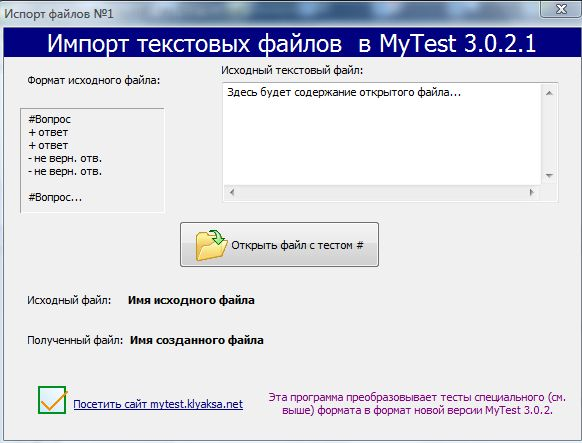 Испорт файлов №1
Импорт текстовых файлов в MyTest 3.0.2.1
Формат исходного файла:
#Вопрос
+ ответ
+ ответ
- не верн. отв.
- не верн. отв.
#Вопрос...
Исходный текстовый файл:
Здесь будет содержание открытого файла...
Открыть файл с тестом #
Исходный файл: Имя исходного файла
Полученный файл: Имя созданного файла
Посетить сайт mytest.klyaksa.net
Эта программа преобразовывает тесты специального (см.
выше) формата в формат новой версии MyTest 3.0.2.